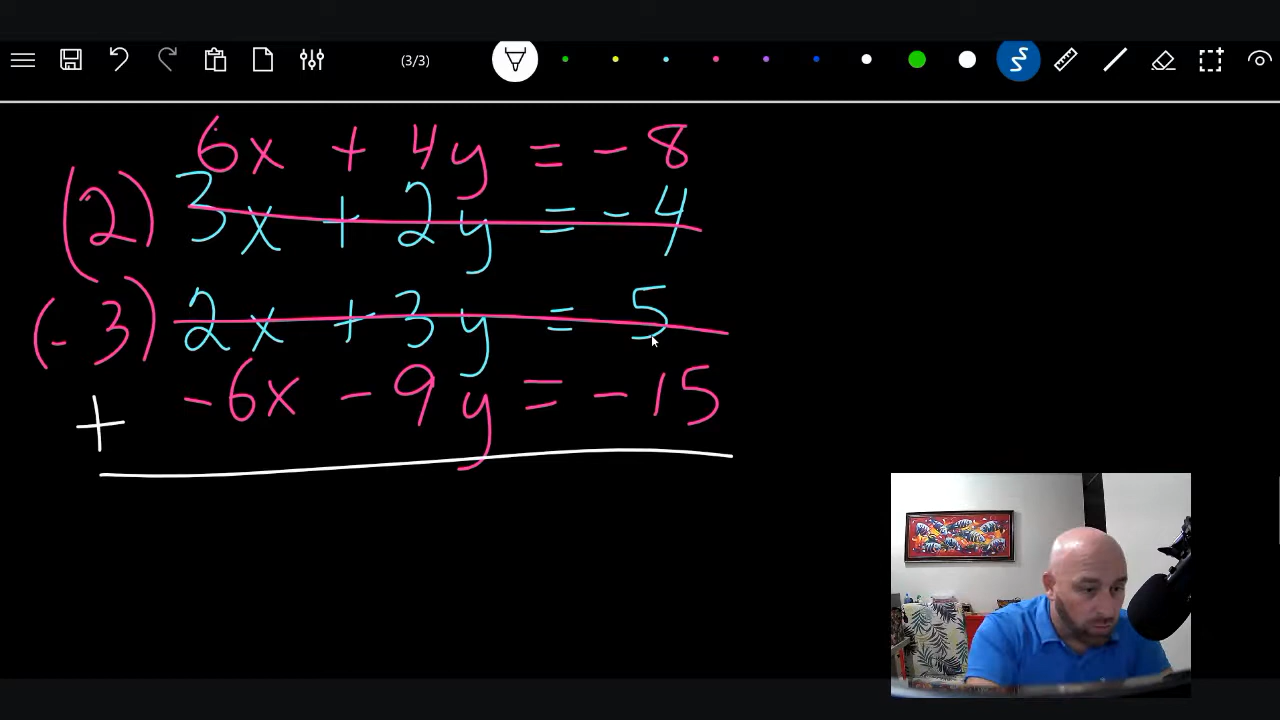 (3/3)
6x + 4y = -8
(2) 3x + 2y = -4
(-3) 2x + 3y = 5
+ -6x - 9y = -15